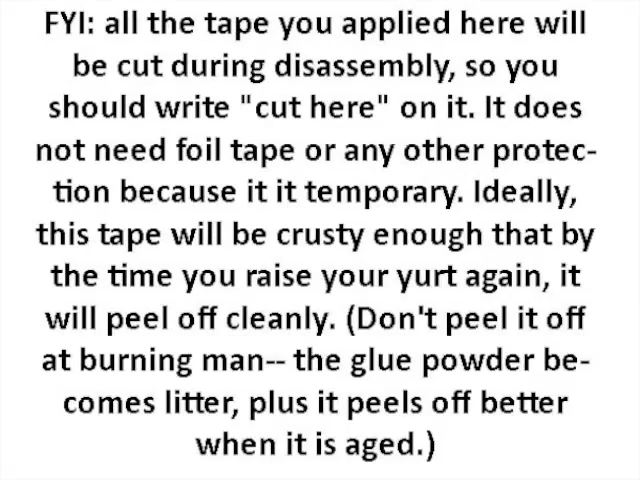 FYI: all the tape you applied here will
be cut during disassembly, so you
should write "cut here" on it. It does
not need foil tape or any other protec-
tion because it it temporary. Ideally,
this tape will be crusty enough that by
the time you raise your yurt again, it
will peel off cleanly. (Don't peel it off
at burning man-- the glue powder be-
comes litter, plus it peels off better
when it is aged.)